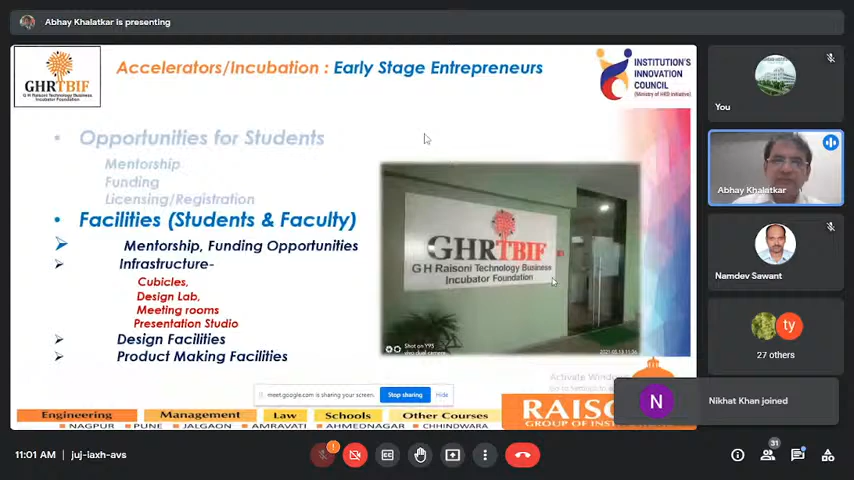 Abhay Khalatkar is presenting
GHRTBIF
G H Raisoni Technology Business
Incubator Foundation
Accelerators/Incubation : Early Stage Entrepreneurs
INSTITUTION'S
INNOVATION
COUNCIL
(Ministry of HRD Initiative)
• Opportunities for Students
Mentorship
Funding
Licensing/Registration
• Facilities (Students & Faculty)
Mentorship, Funding Opportunities
Infrastructure-
Cubicles,
Design Lab,
Meeting rooms
Presentation Studio
Design Facilities
Product Making Facilities
GHRTBIF
G H Raisoni Technology Business
Incubator Foundation
Shot on Y95
Activate Windows
meet.google.com is sharing your screen.
Stop sharing
Hide
Engineering
Management
Law
Schools
Other Courses
NAGPUR ■ PUNE ■ JALGAON ■ AMRAVATI ■ AHMEDNAGAR ■ CHHINDWARA
You
Abhay Khalatkar
Namdev Sawant
ty
27 others
N
Nikhat Khan joined
11:01 AM | juj-iaxh-avs
31